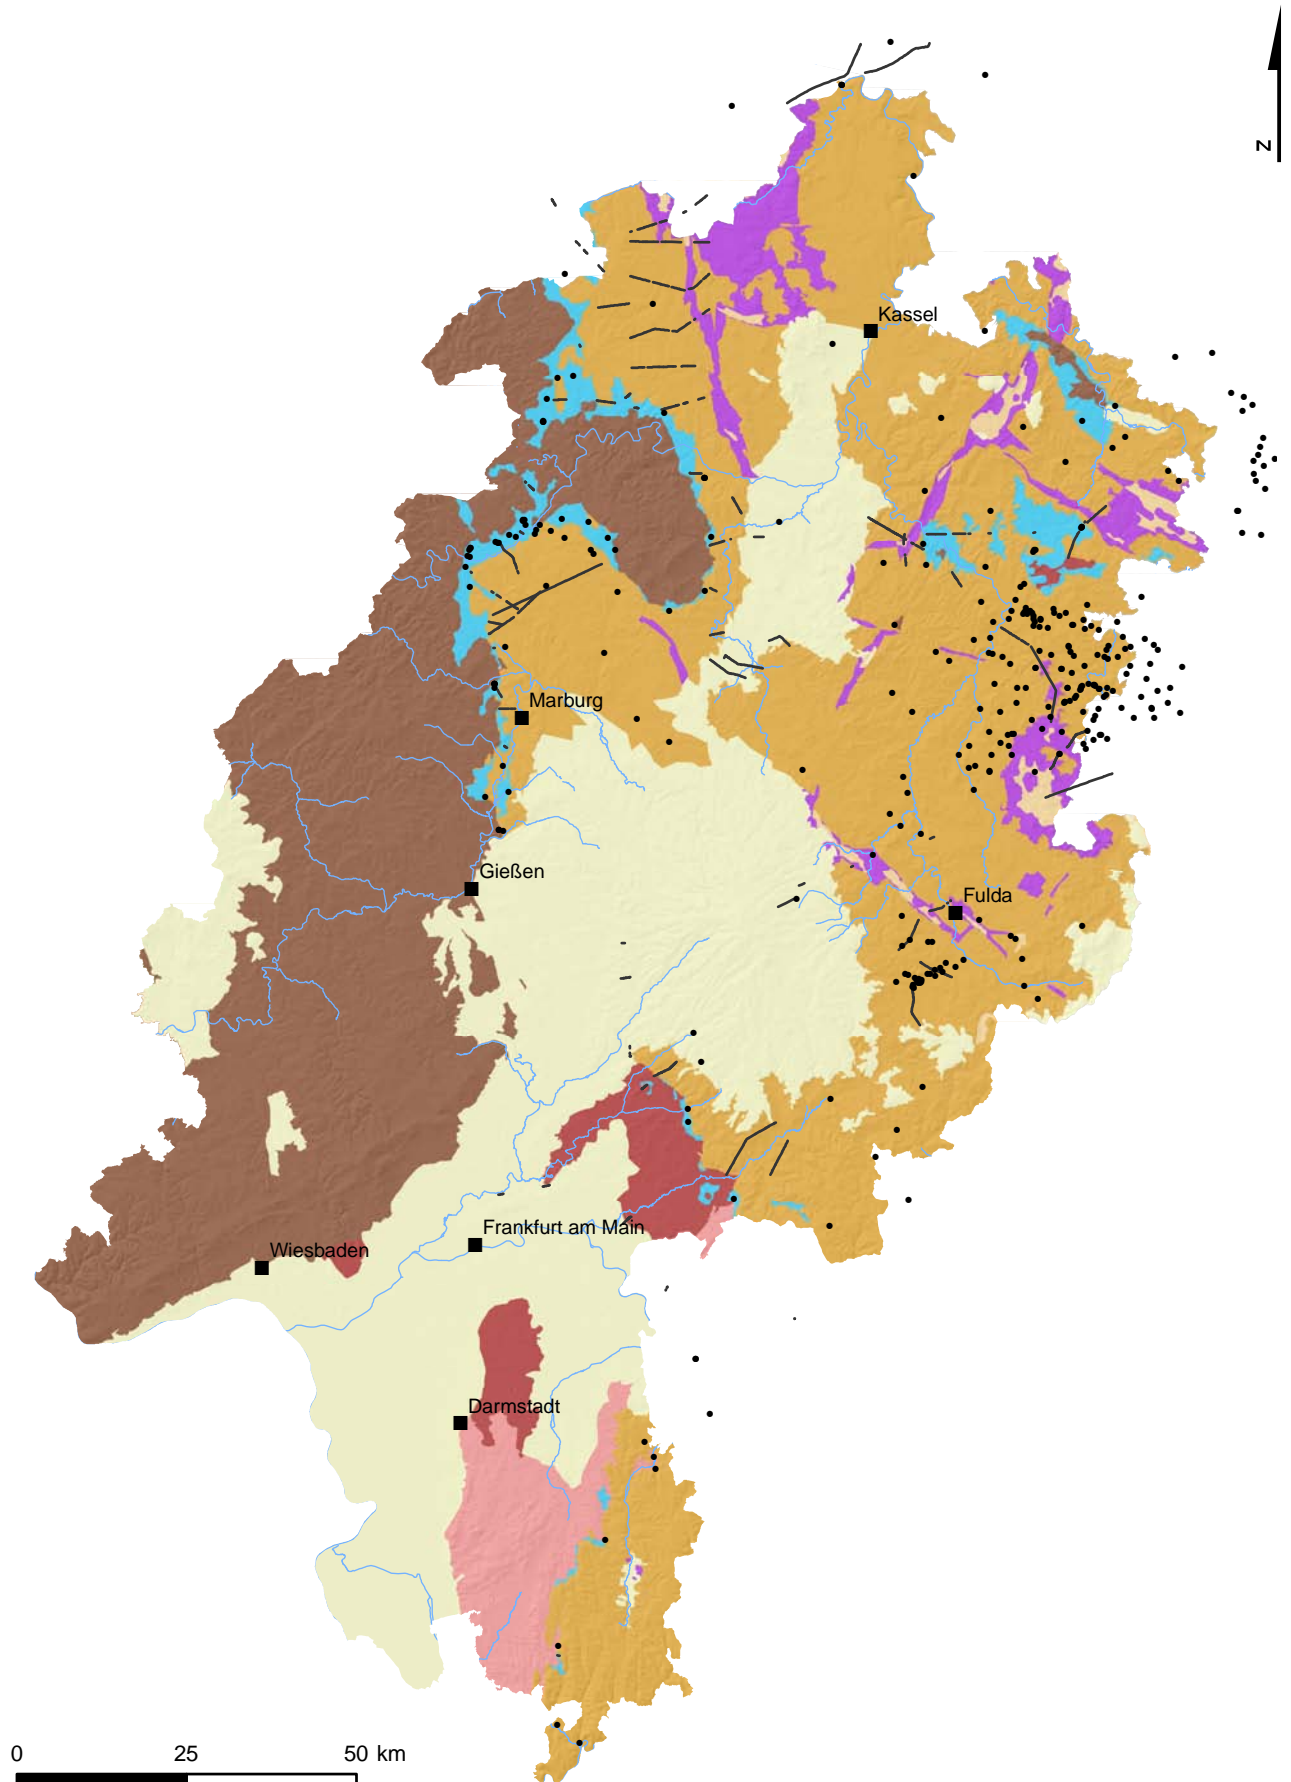 N
Kassel
Marburg
Gießen
Fulda
Frankfurt am Main
Wiesbaden
Darmstadt
0 25 50 km